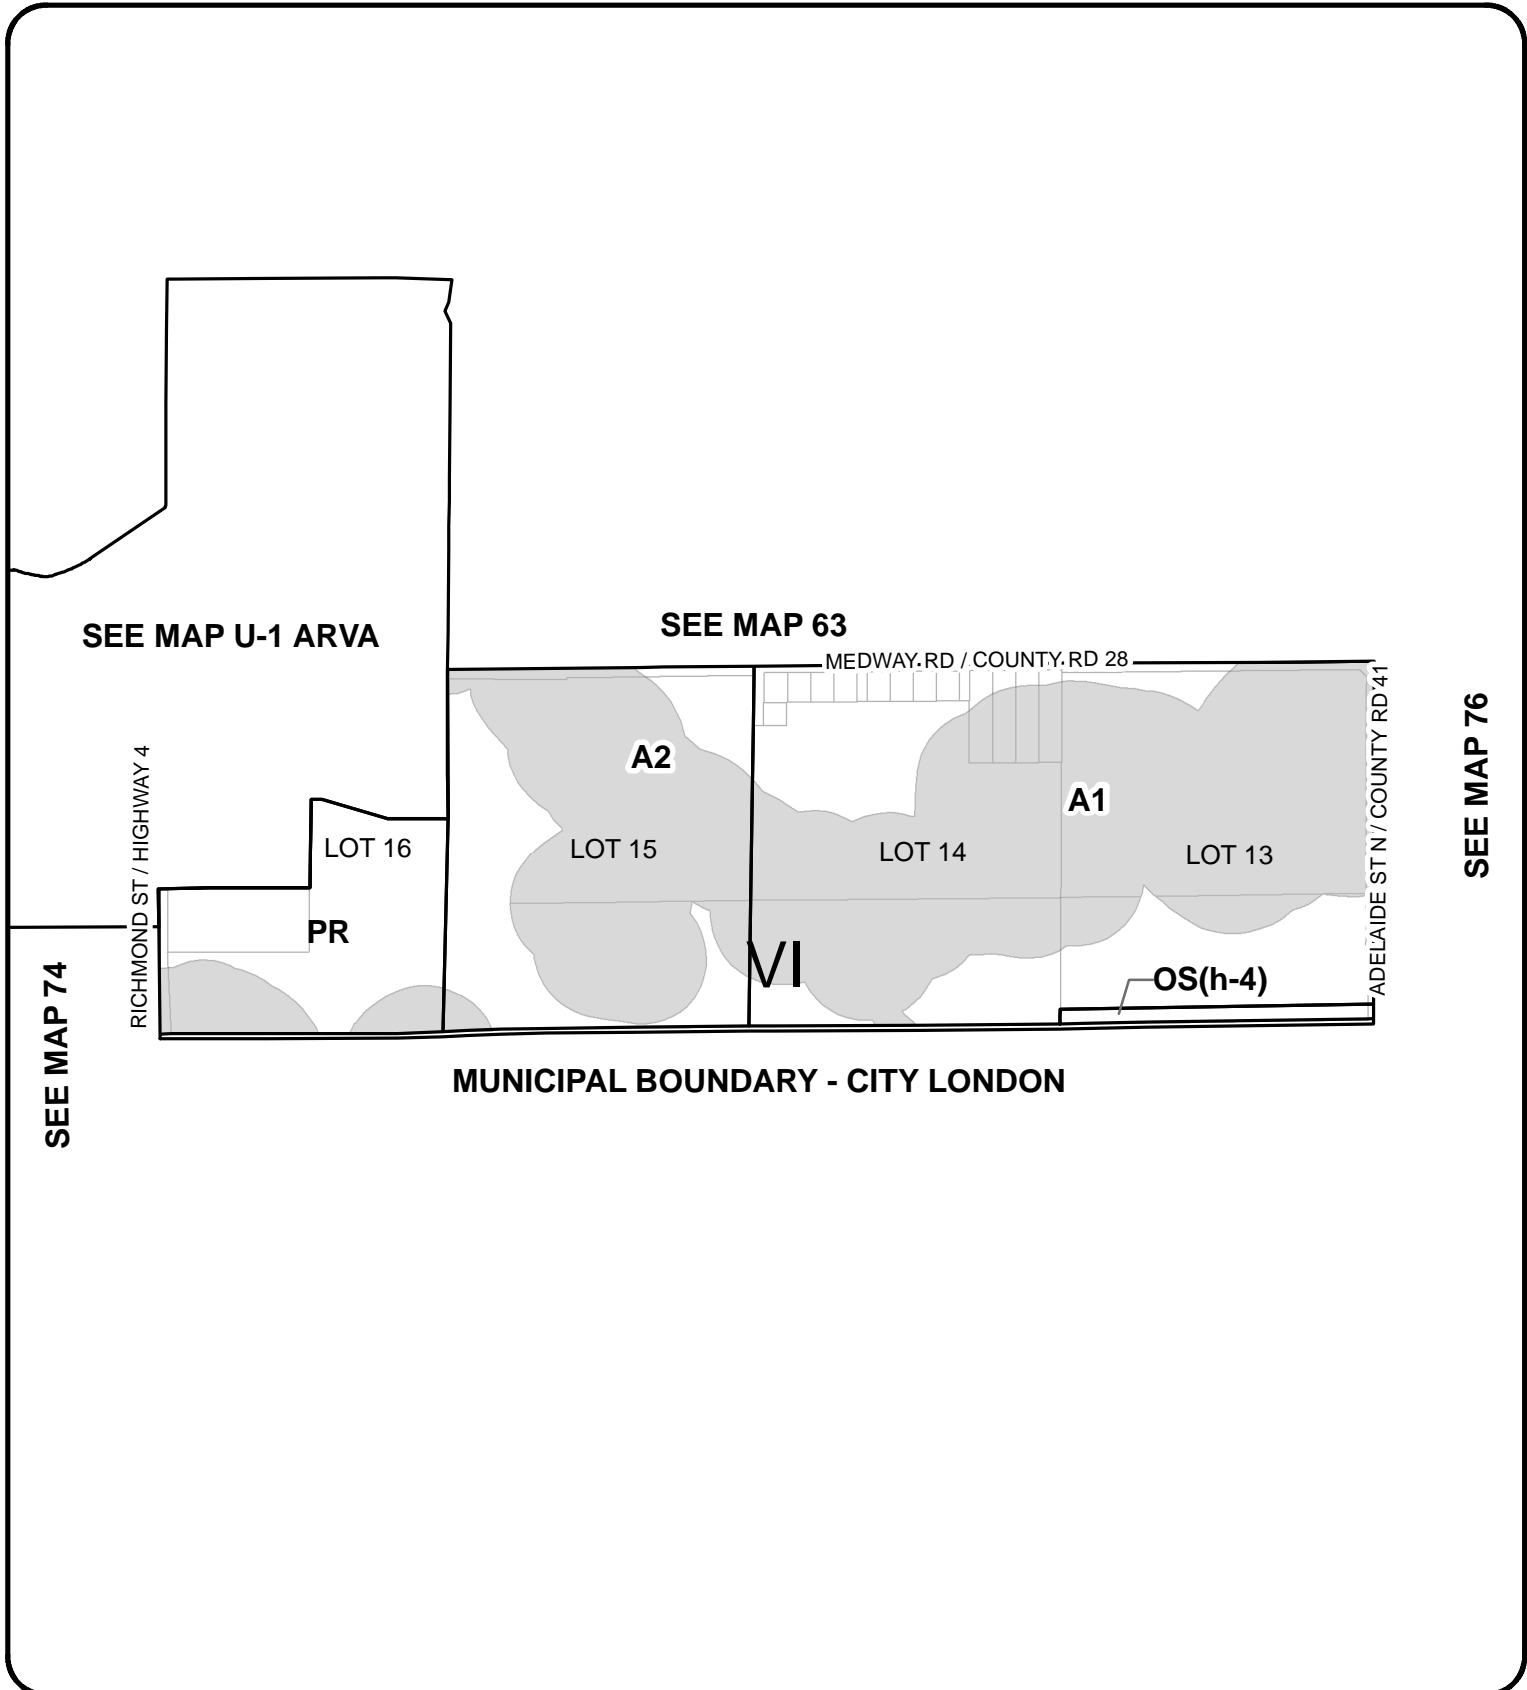 SEE MAP 63
SEE MAP U-1 ARVA
MEDWAY RD / COUNTY RD 28
ADELAIDE ST N / COUNTY RD 41
SEE MAP 76
RICHMOND ST / HIGHWAY 4
A2
A1
LOT 16
LOT 15
LOT 14
LOT 13
PR
VI
OS(h-4)
SEE MAP 74
MUNICIPAL BOUNDARY - CITY LONDON